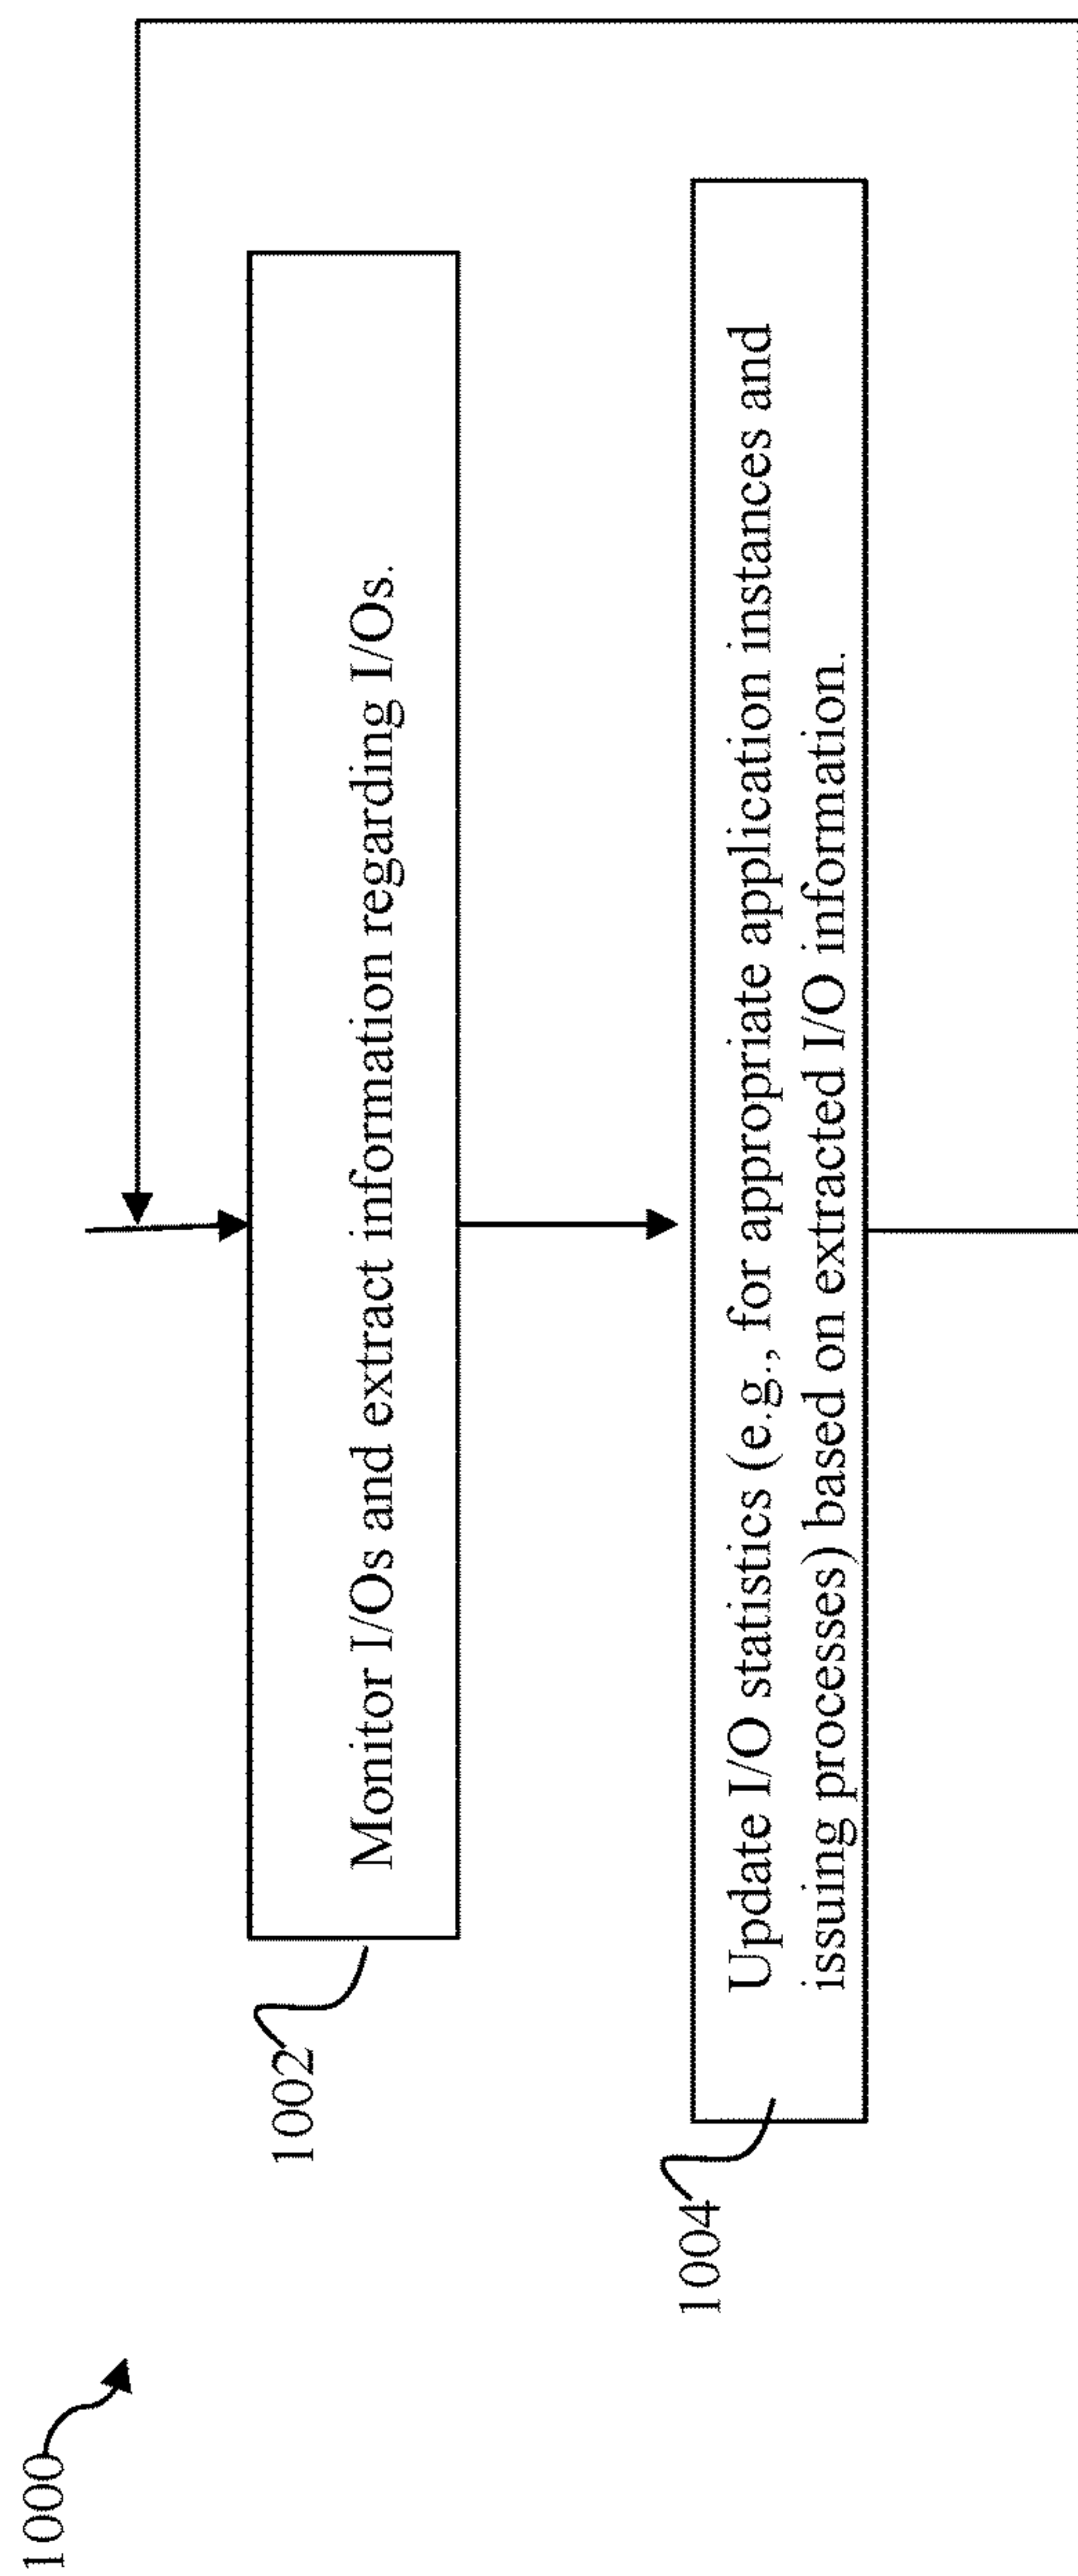 1000
1002
Monitor I/Os and extract information regarding I/Os.
1004
Update I/O statistics (e.g., for appropriate application instances and
issuing processes) based on extracted I/O information.